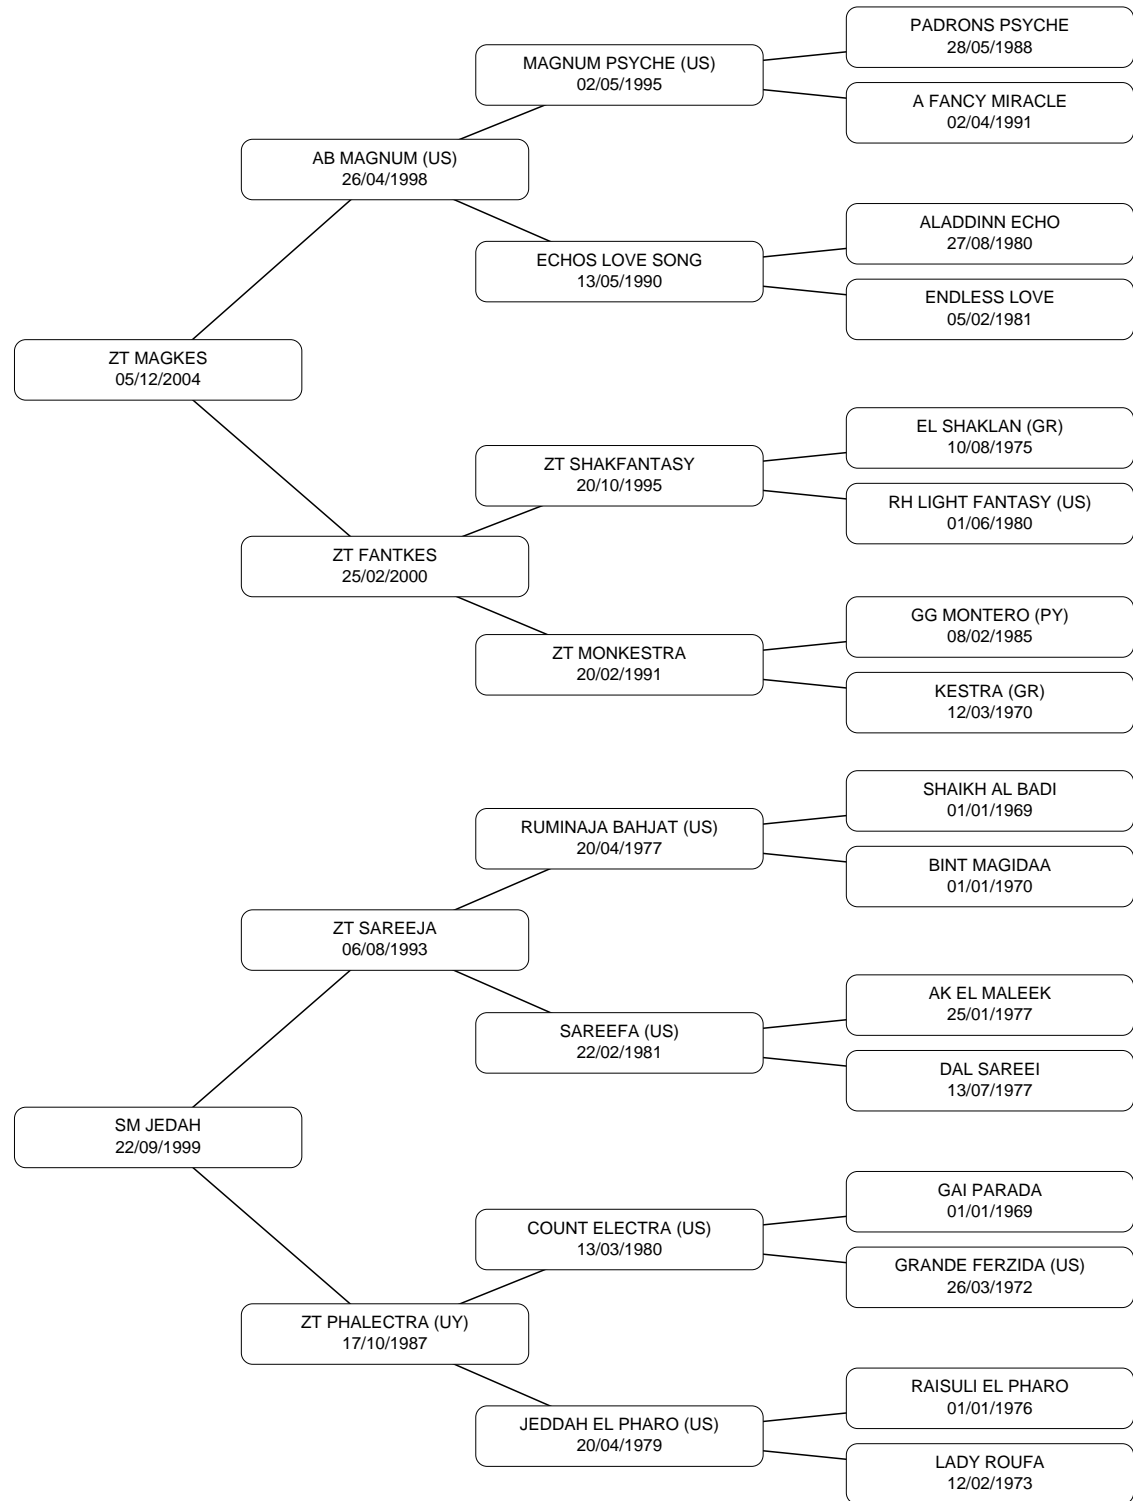 PADRONS PSYCHE
28/05/1988
MAGNUM PSYCHE (US)
02/05/1995
A FANCY MIRACLE
02/04/1991
AB MAGNUM (US)
26/04/1998
ALADDINN ECHO
27/08/1980
ECHOS LOVE SONG
13/05/1990
ENDLESS LOVE
05/02/1981
ZT MAGKES
05/12/2004
EL SHAKLAN (GR)
10/08/1975
ZT SHAKFANTASY
20/10/1995
RH LIGHT FANTASY (US)
01/06/1980
ZT FANTKES
25/02/2000
GG MONTERO (PY)
08/02/1985
ZT MONKESTRA
20/02/1991
KESTRA (GR)
12/03/1970
SHAIKH AL BADI
01/01/1969
RUMINAJA BAHJAT (US)
20/04/1977
BINT MAGIDAA
01/01/1970
ZT SAREEJA
06/08/1993
AK EL MALEEK
25/01/1977
SAREEFA (US)
22/02/1981
DAL SAREEI
13/07/1977
SM JEDAH
22/09/1999
GAI PARADA
01/01/1969
COUNT ELECTRA (US)
13/03/1980
GRANDE FERZIDA (US)
26/03/1972
ZT PHALECTRA (UY)
17/10/1987
RAISULI EL PHARO
01/01/1976
JEDDAH EL PHARO (US)
20/04/1979
LADY ROUFA
12/02/1973